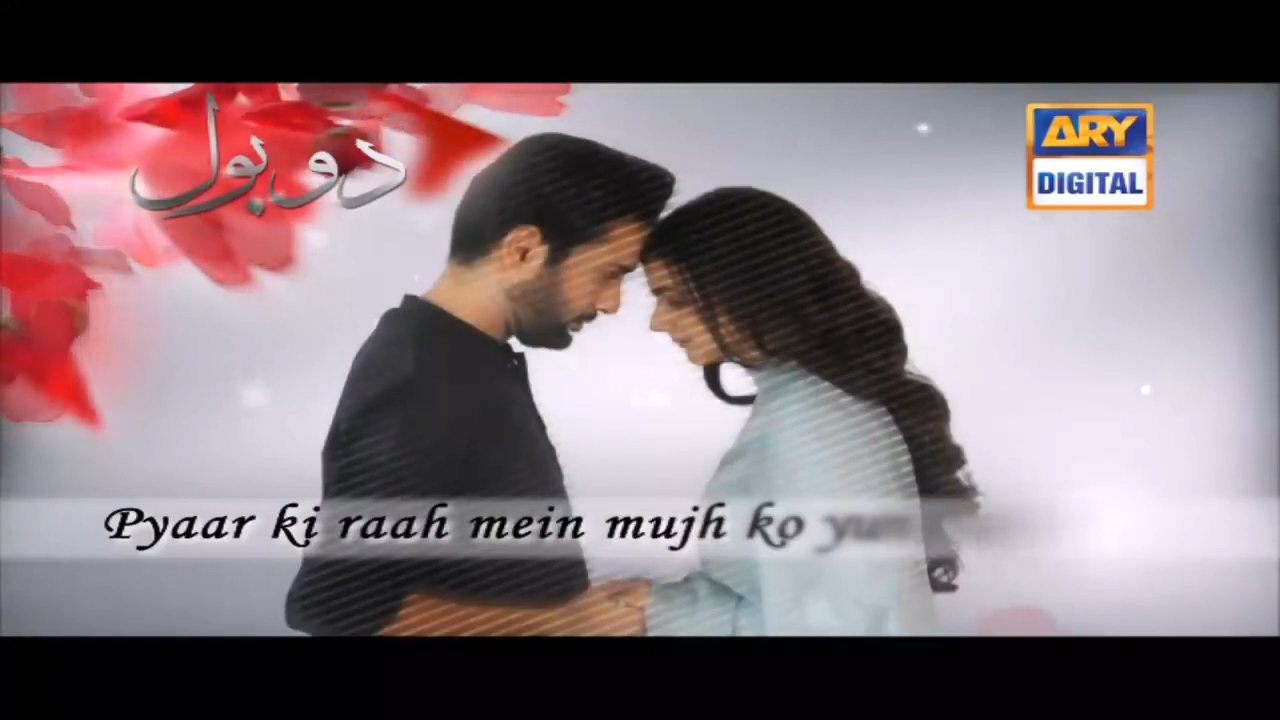 دو بول
ARY
DIGITAL
Pyaar ki raah mein mujh ko